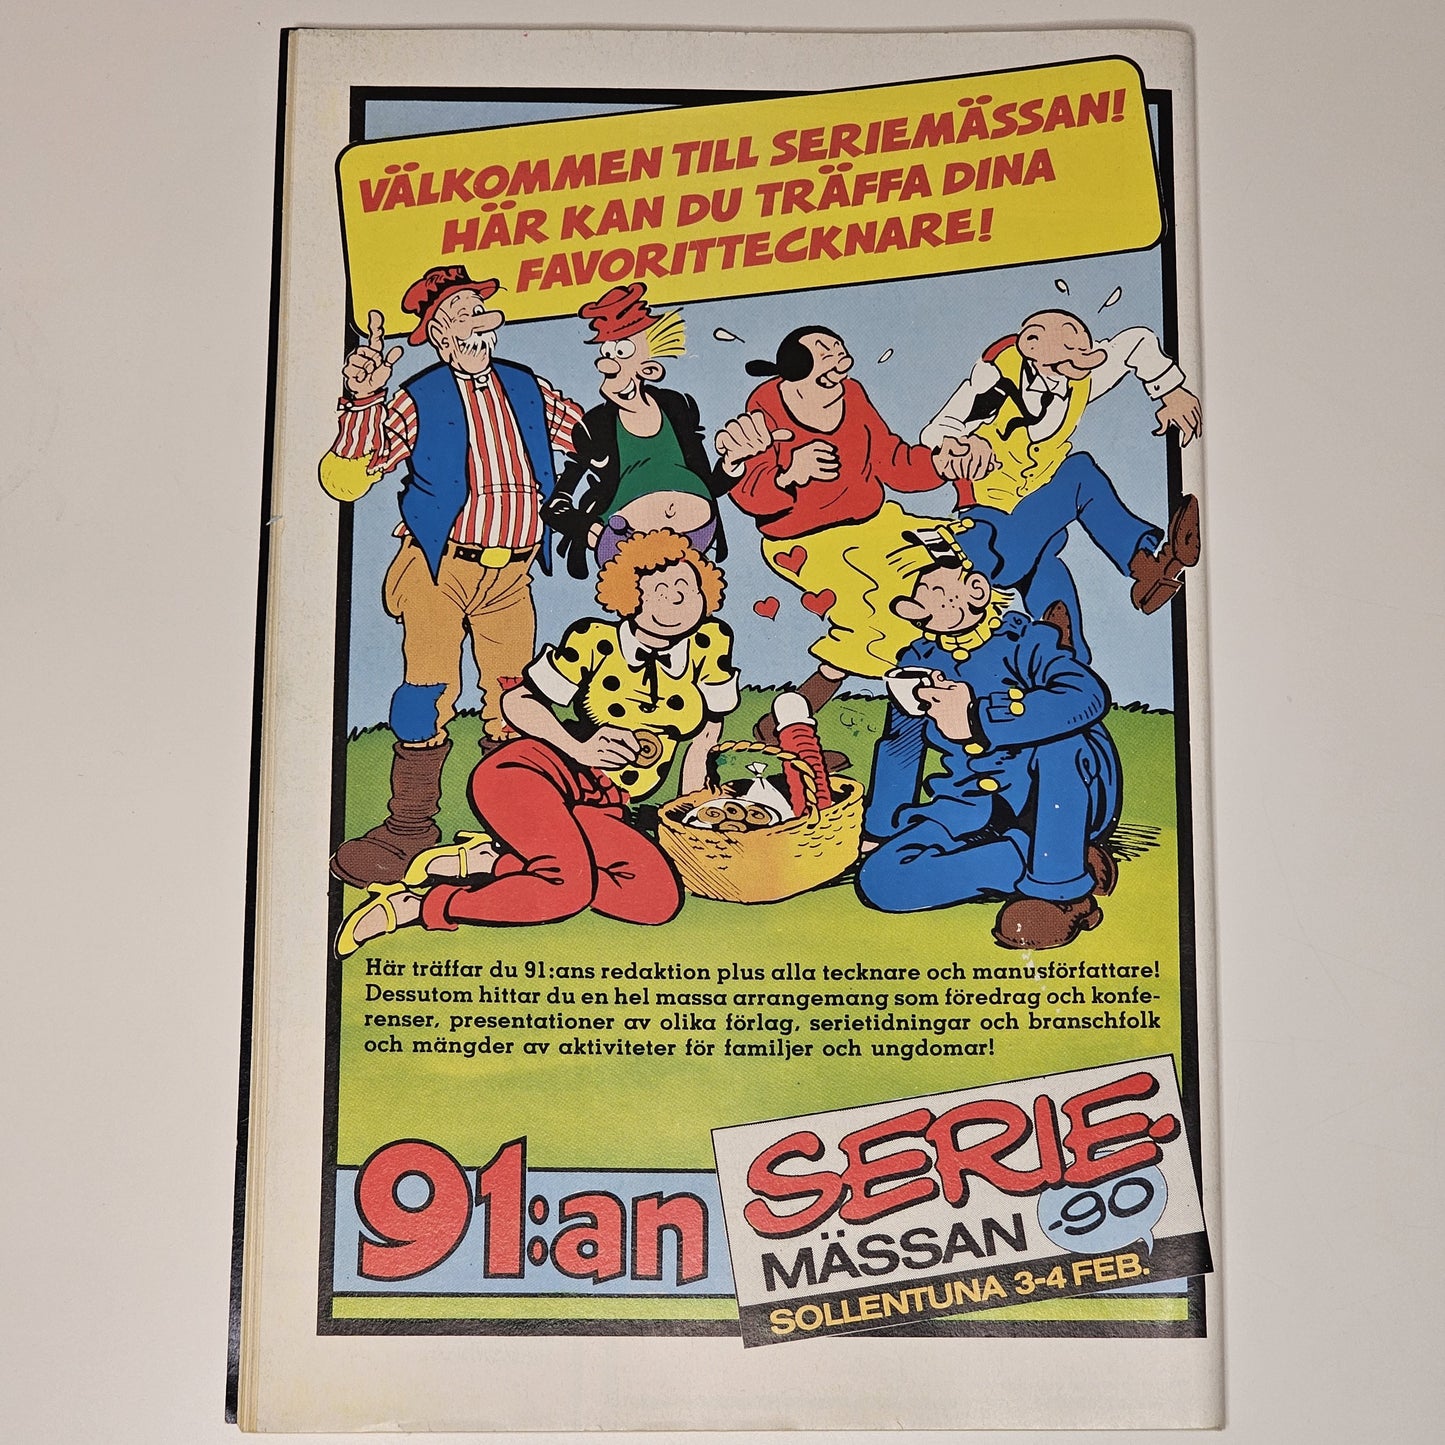 VÄLKOMMEN TILL SERIEMÄSSAN!
HÄR KAN DU TRÄFFA DINA
FAVORITTECKNARE!
16
Här träffar du 91:ans redaktion plus alla tecknare och manusförfattare!
Dessutom hittar du en hel massa arrangemang som föredrag och konfe-
renser, presentationer av olika förlag, serietidningar och branschfolk
och mängder av aktiviteter för familjer och ungdomar!
91:an
SERIE-
MÄSSAN -90
SOLLENTUNA 3-4 FEB.